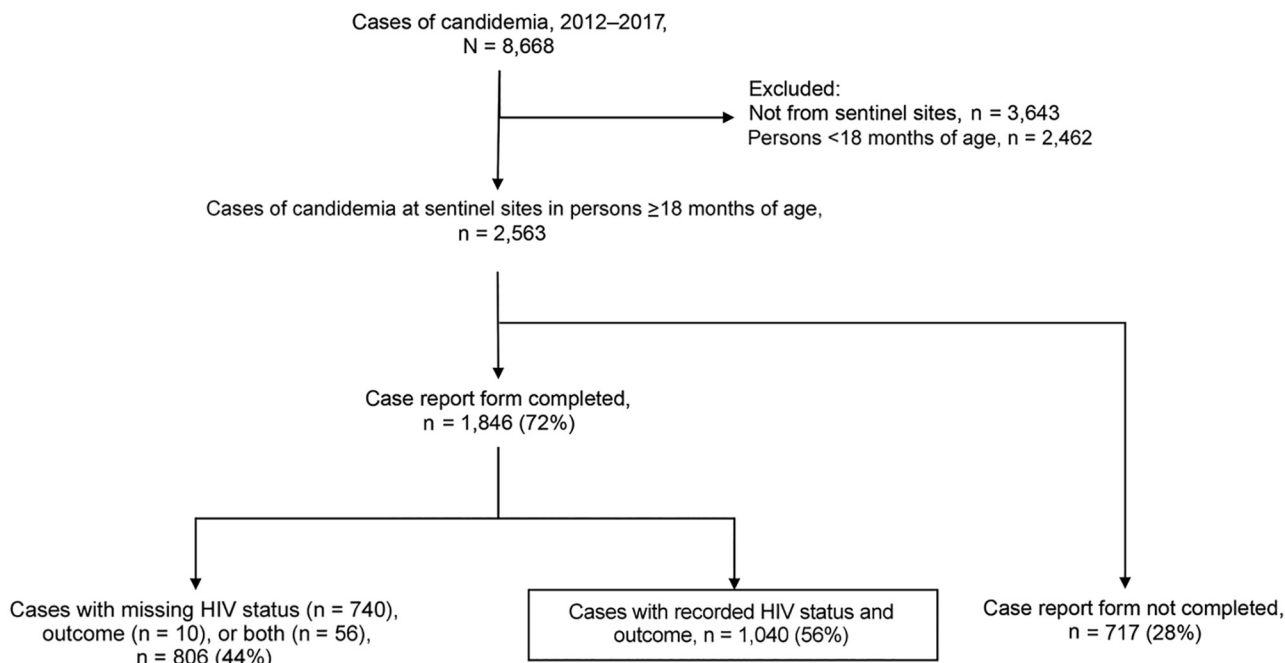 Cases of candidemia, 2012–2017,
N = 8,668
Excluded:
Not from sentinel sites, n = 3,643
Persons <18 months of age, n = 2,462
Cases of candidemia at sentinel sites in persons ≥18 months of age,
n = 2,563
Case report form completed,
n = 1,846 (72%)
Cases with missing HIV status (n = 740),
outcome (n = 10), or both (n = 56),
n = 806 (44%)
Cases with recorded HIV status and
outcome, n = 1,040 (56%)
Case report form not completed,
n = 717 (28%)